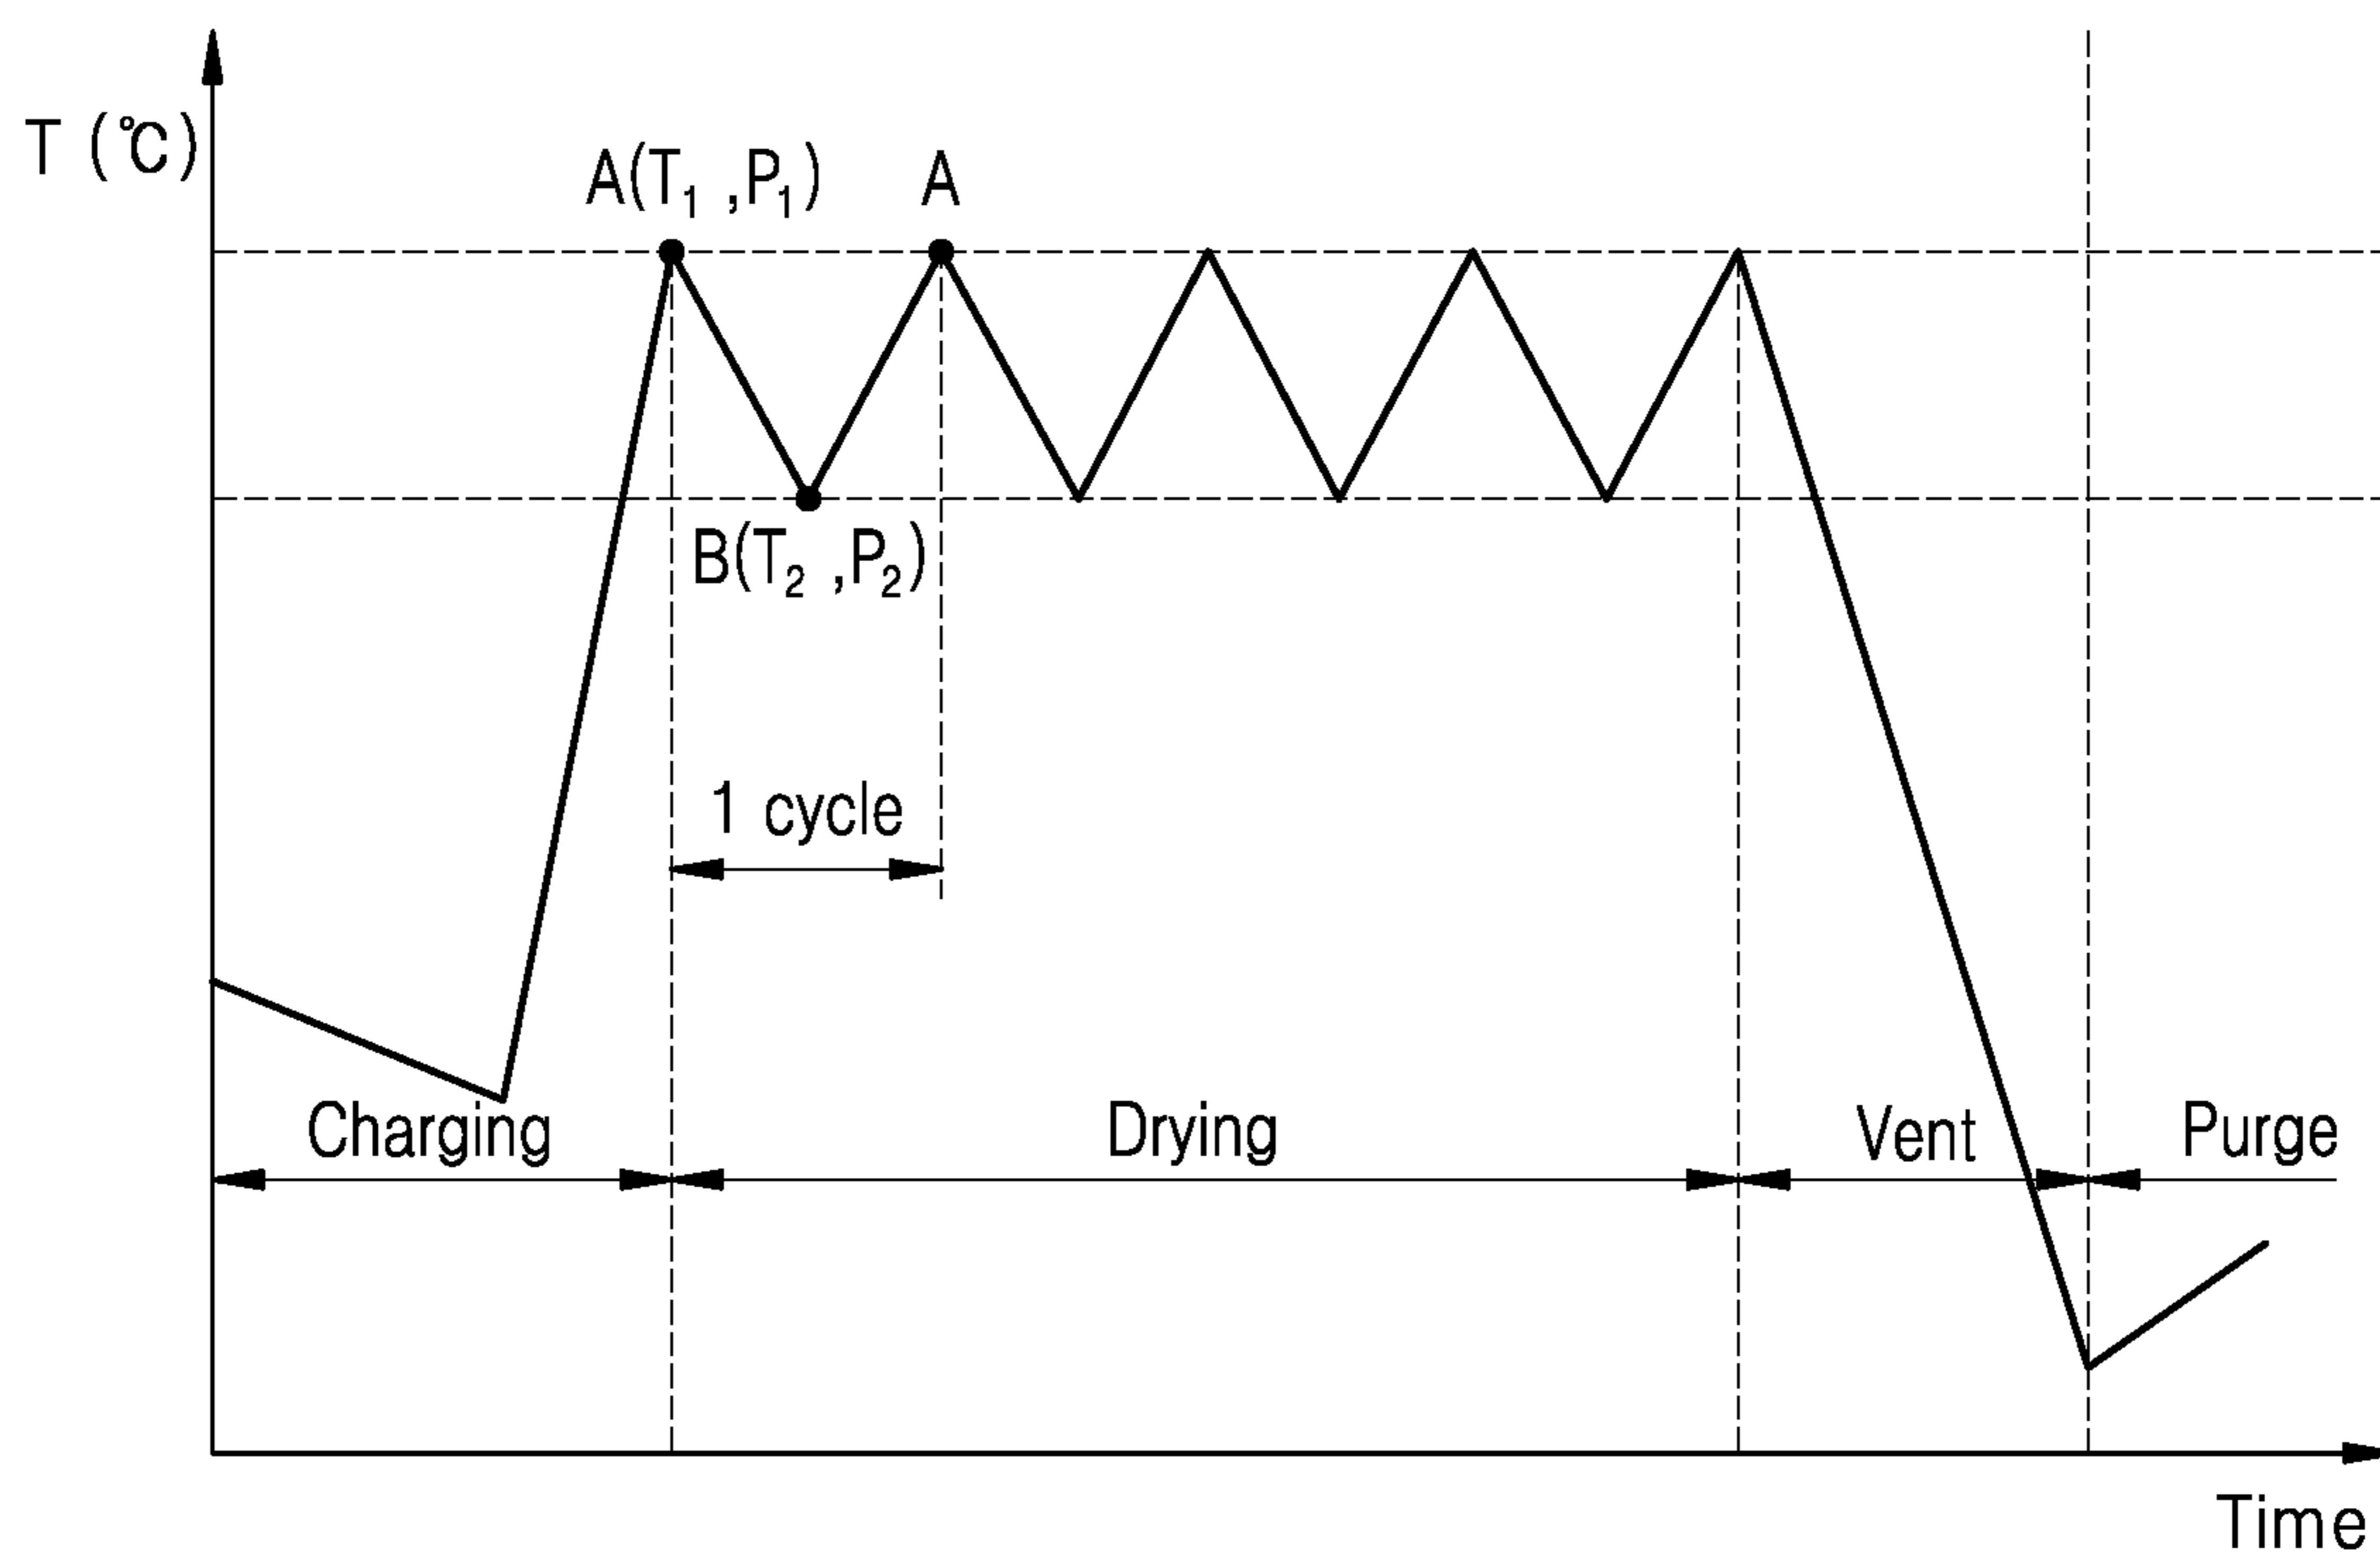 T (℃)
A(T₁ ,P₁)
A
B(T₂ ,P₂)
1 cycle
Charging
Drying
Vent
Purge
Time